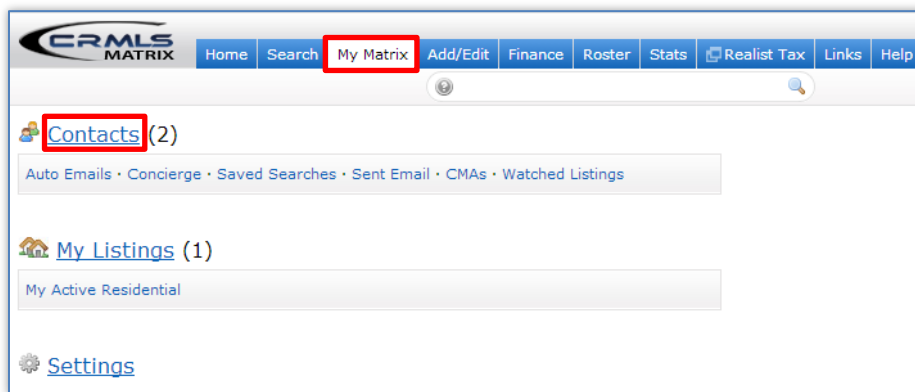 CRMLS
MATRIX
Home Search My Matrix Add/Edit Finance Roster Stats Realist Tax Links Help
?
Contacts (2)
Auto Emails · Concierge · Saved Searches · Sent Email · CMAs · Watched Listings
My Listings (1)
My Active Residential
Settings